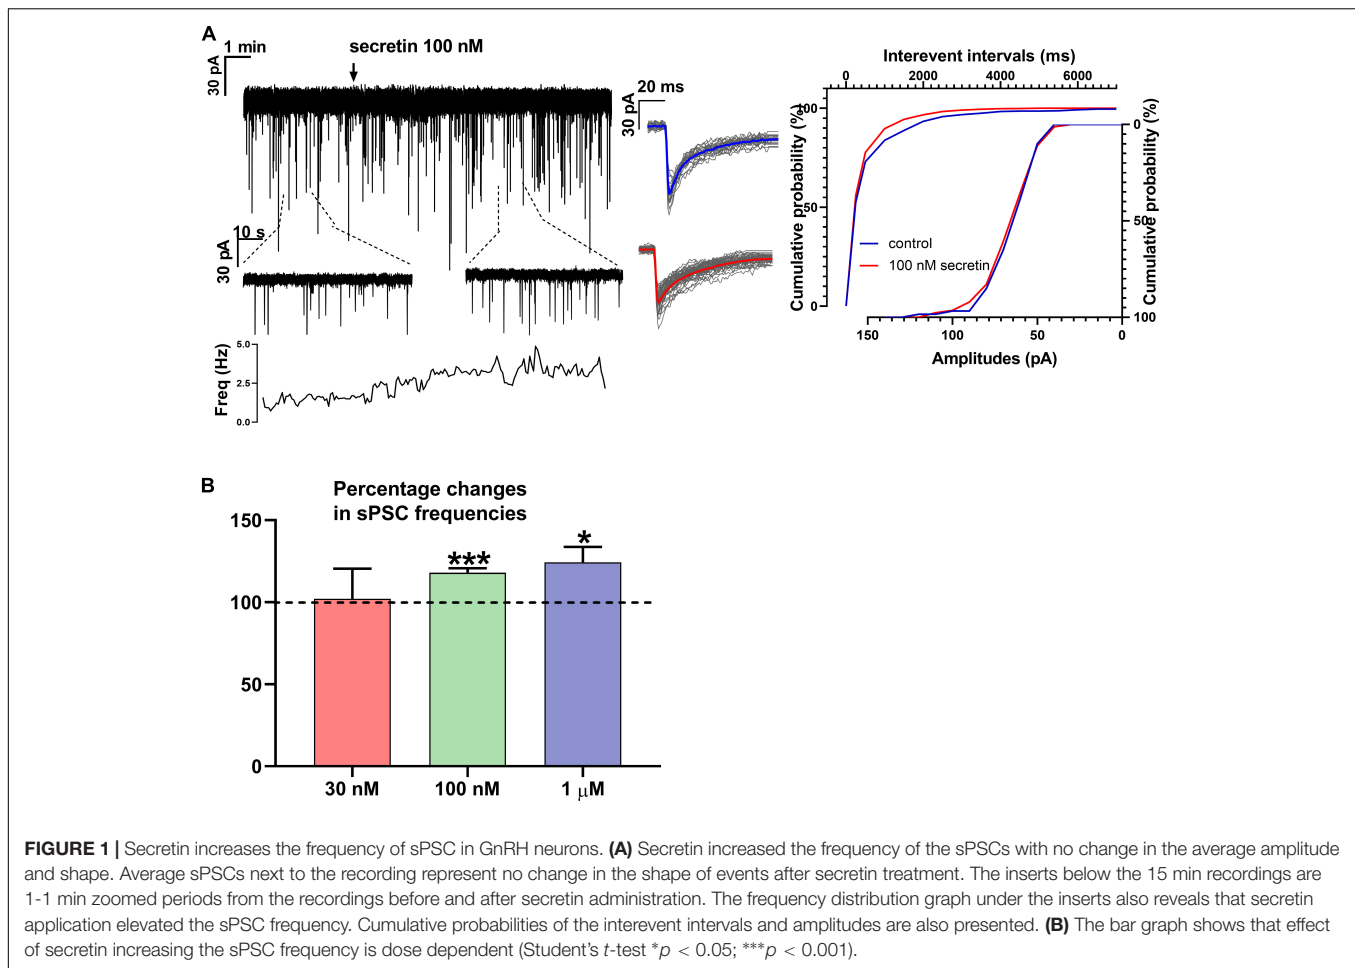 A
1 min
30 pA
secretin 100 nM
20 ms
30 pA
10 s
30 pA
5.0
2.5
0.0
Freq (Hz)
Interevent intervals (ms)
0 2000 4000 6000
Cumulative probability (%)
100
50
0
0
50
100
Cumulative probability (%)
control
100 nM secretin
150 100 50 0
Amplitudes (pA)
B
Percentage changes
in sPSC frequencies
150
100
50
0
***
*
30 nM 100 nM 1 μM
FIGURE 1 | Secretin increases the frequency of sPSC in GnRH neurons. (A) Secretin increased the frequency of the sPSCs with no change in the average amplitude
and shape. Average sPSCs next to the recording represent no change in the shape of events after secretin treatment. The inserts below the 15 min recordings are
1-1 min zoomed periods from the recordings before and after secretin administration. The frequency distribution graph under the inserts also reveals that secretin
application elevated the sPSC frequency. Cumulative probabilities of the interevent intervals and amplitudes are also presented. (B) The bar graph shows that effect
of secretin increasing the sPSC frequency is dose dependent (Student's t-test *p < 0.05; ***p < 0.001).